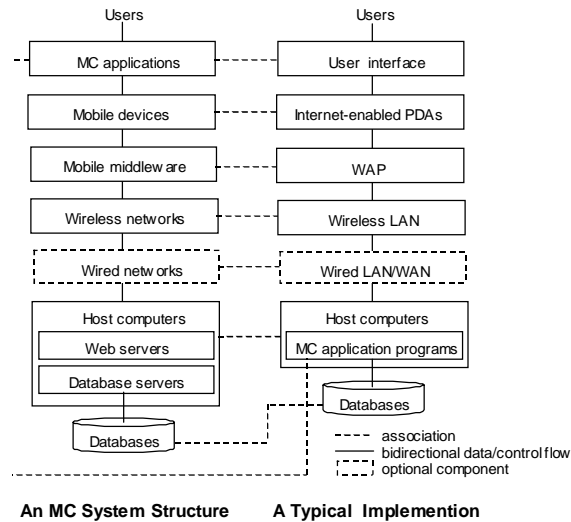 Users
Users
MC applications
User interface
Mobile devices
Internet-enabled PDAs
Mobile middleware
WAP
Wireless networks
Wireless LAN
Wired networks
Wired LAN/WAN
Host computers
Host computers
Web servers
MC application programs
Database servers
Databases
Databases
association
bidirectional data/control flow
optional component
An MC System Structure
A Typical Implemention